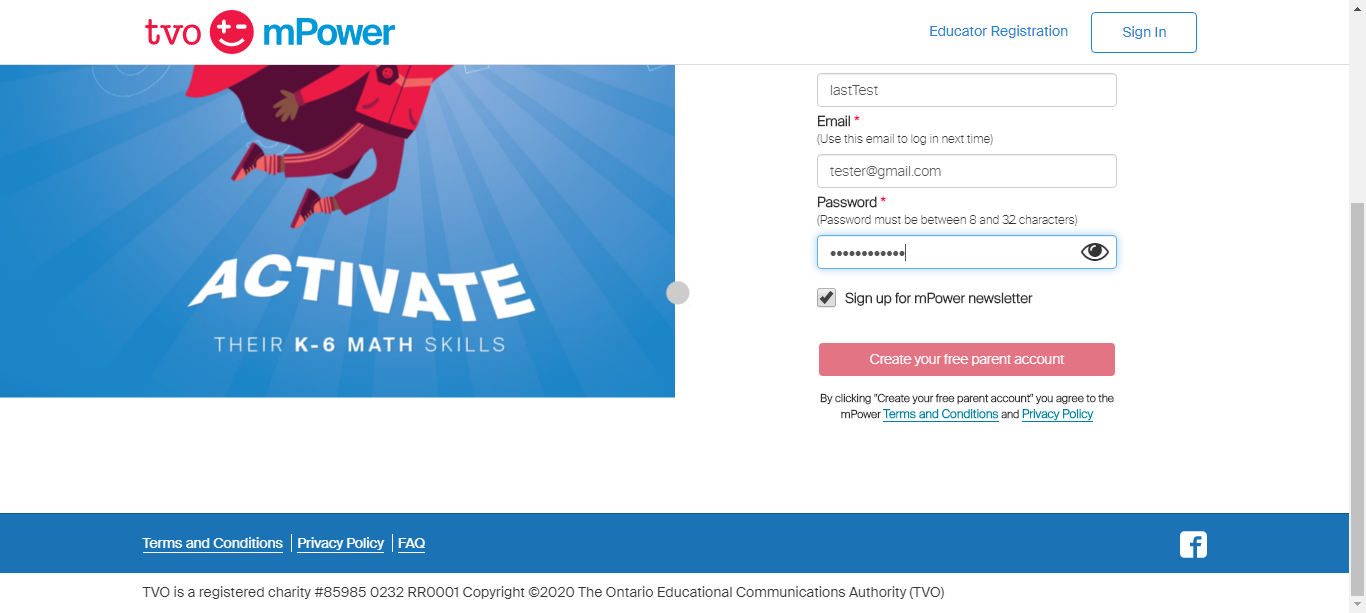 tvo mPower
Educator Registration
Sign In
ACTIVATE
THEIR K-6 MATH SKILLS
lastTest
Email *
(Use this email to log in next time)
tester@gmail.com
Password *
(Password must be between 8 and 32 characters)
••••••••••••
Sign up for mPower newsletter
Create your free parent account
By clicking "Create your free parent account" you agree to the
mPower Terms and Conditions and Privacy Policy
Terms and Conditions | Privacy Policy | FAQ
TVO is a registered charity #85985 0232 RR0001 Copyright ©2020 The Ontario Educational Communications Authority (TVO)